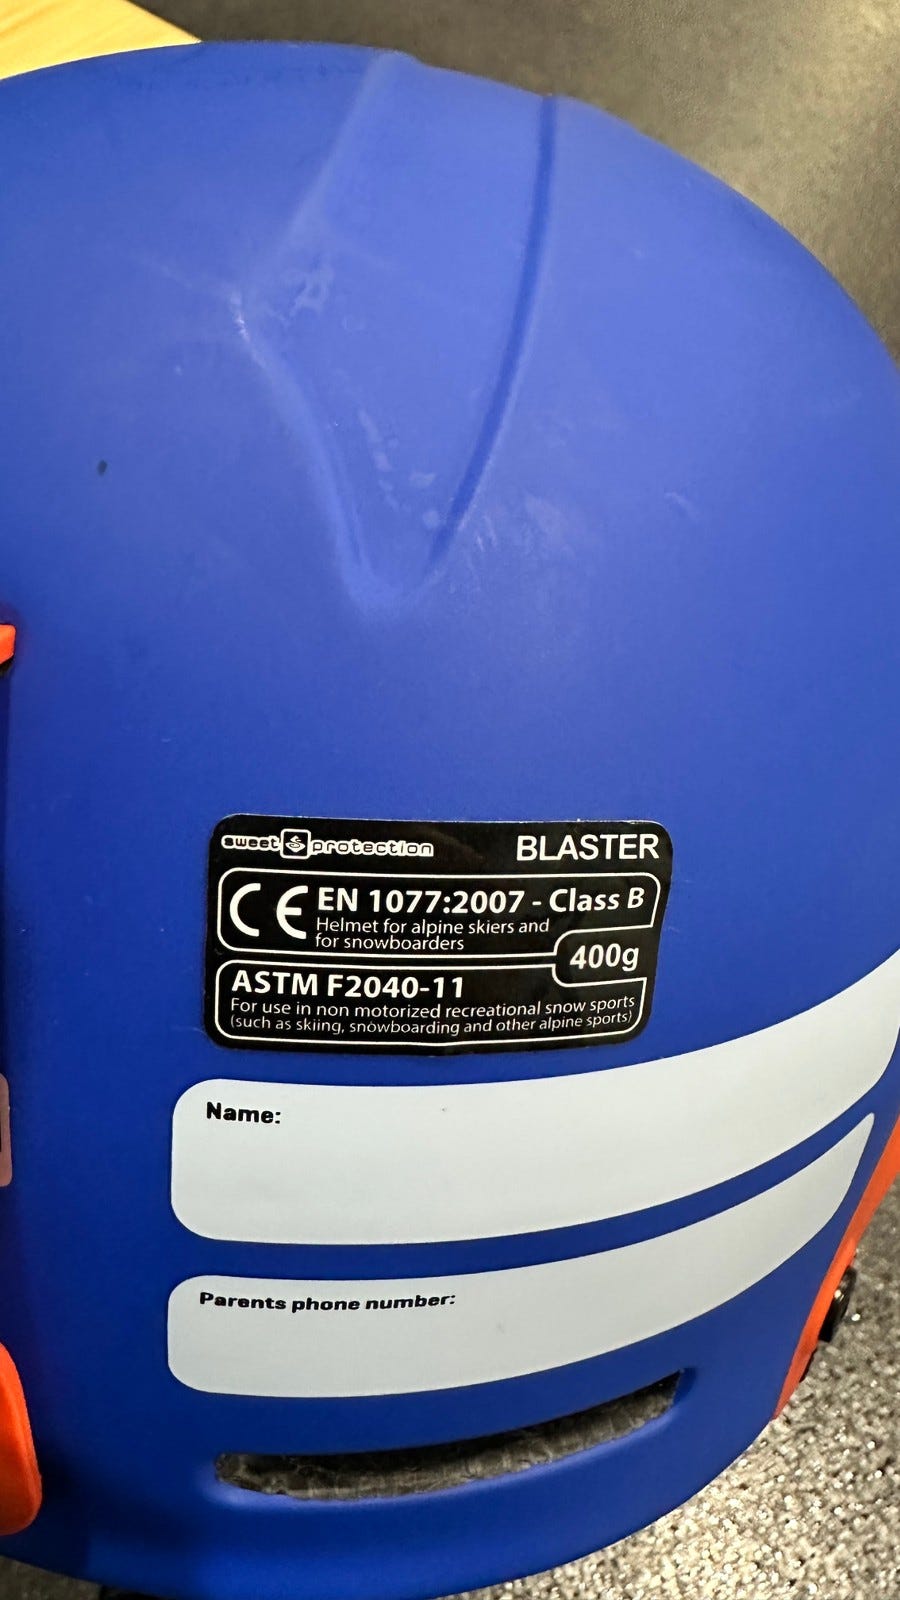 sweet protection BLASTER
CE EN 1077:2007 - Class B
Helmet for alpine skiers and
for snowboarders
400g
ASTM F2040-11
For use in non motorized recreational snow sports
(such as skiing, snowboarding and other alpine sports)
Name:
Parents phone number: